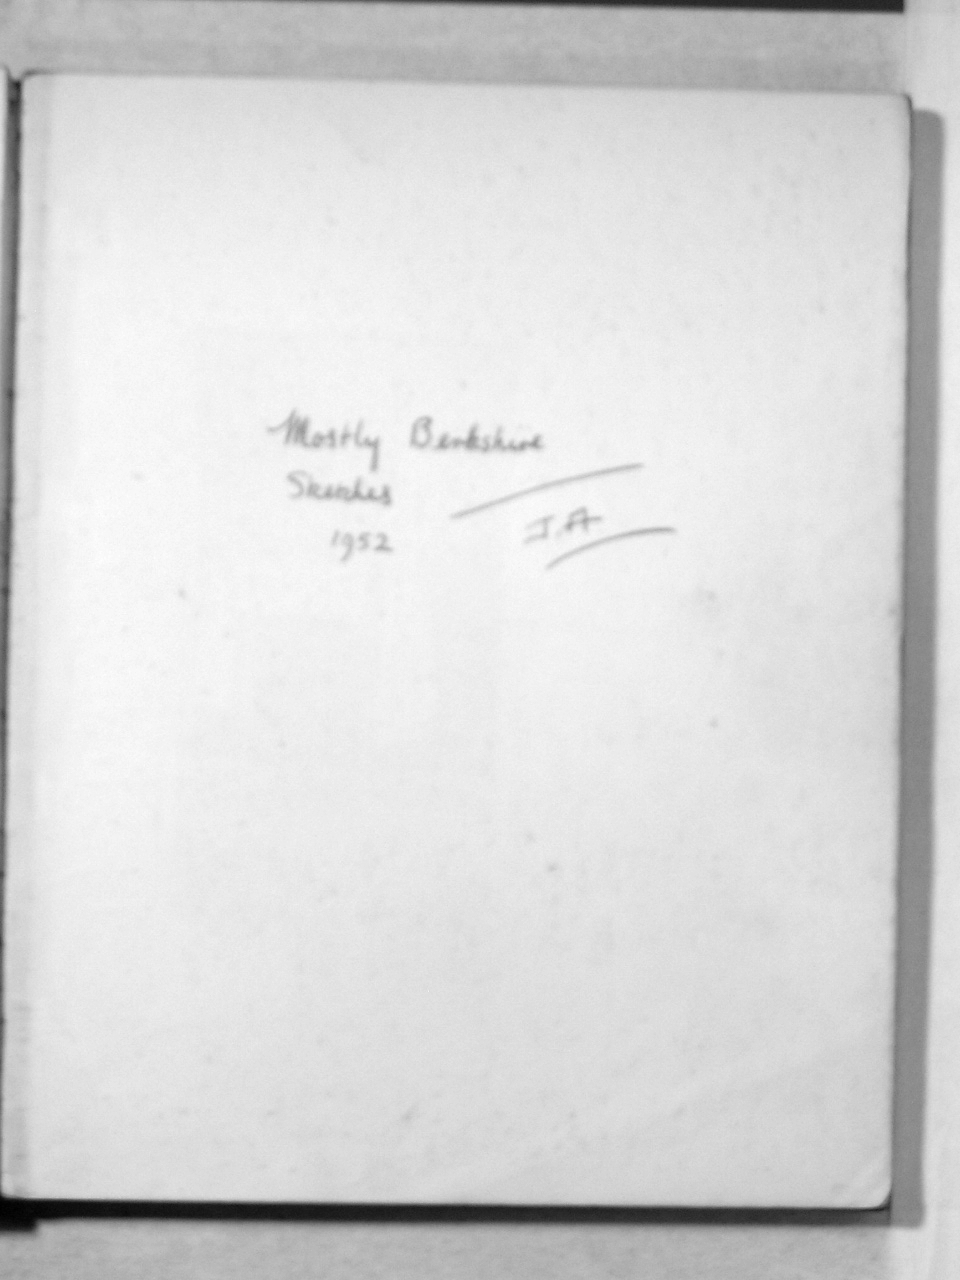 Mostly Berkshire
Sketches
1952
J.A